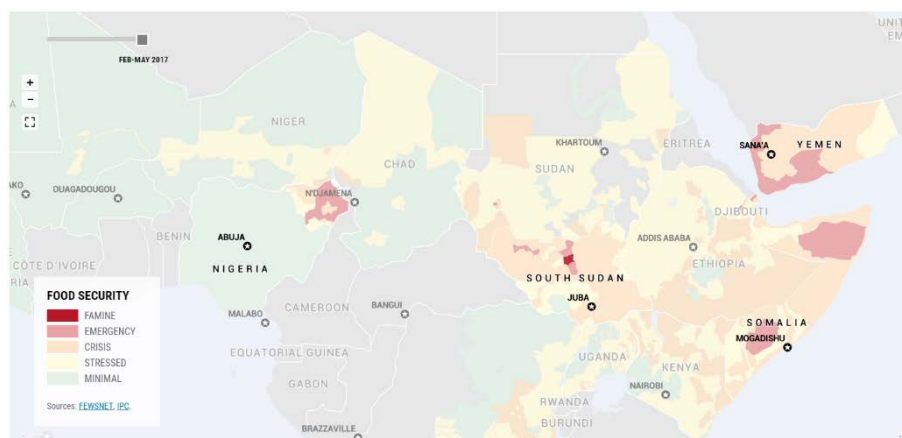 FEB-MAY 2017
+
−
UNIT
EM
NIGER
KHARTOUM
ERITREA
SANA'A
YEMEN
CHAD
SUDAN
AKO
OUAGADOUGOU
N'DJAMENA
DJIBOUTI
BENIN
ABUJA
ADDIS ABABA
NIGERIA
ETHIOPIA
CÔTE D'IVOIRE
RIA
SOUTH SUDAN
FOOD SECURITY
FAMINE
EMERGENCY
CRISIS
STRESSED
MINIMAL
Sources: FEWSNET, IPC.
CAMEROON
BANGUI
JUBA
MALABO
SOMALIA
MOGADISHU
EQUATORIAL GUINEA
UGANDA
KENYA
GABON
NAIROBI
RWANDA
BURUNDI
BRAZZAVILLE